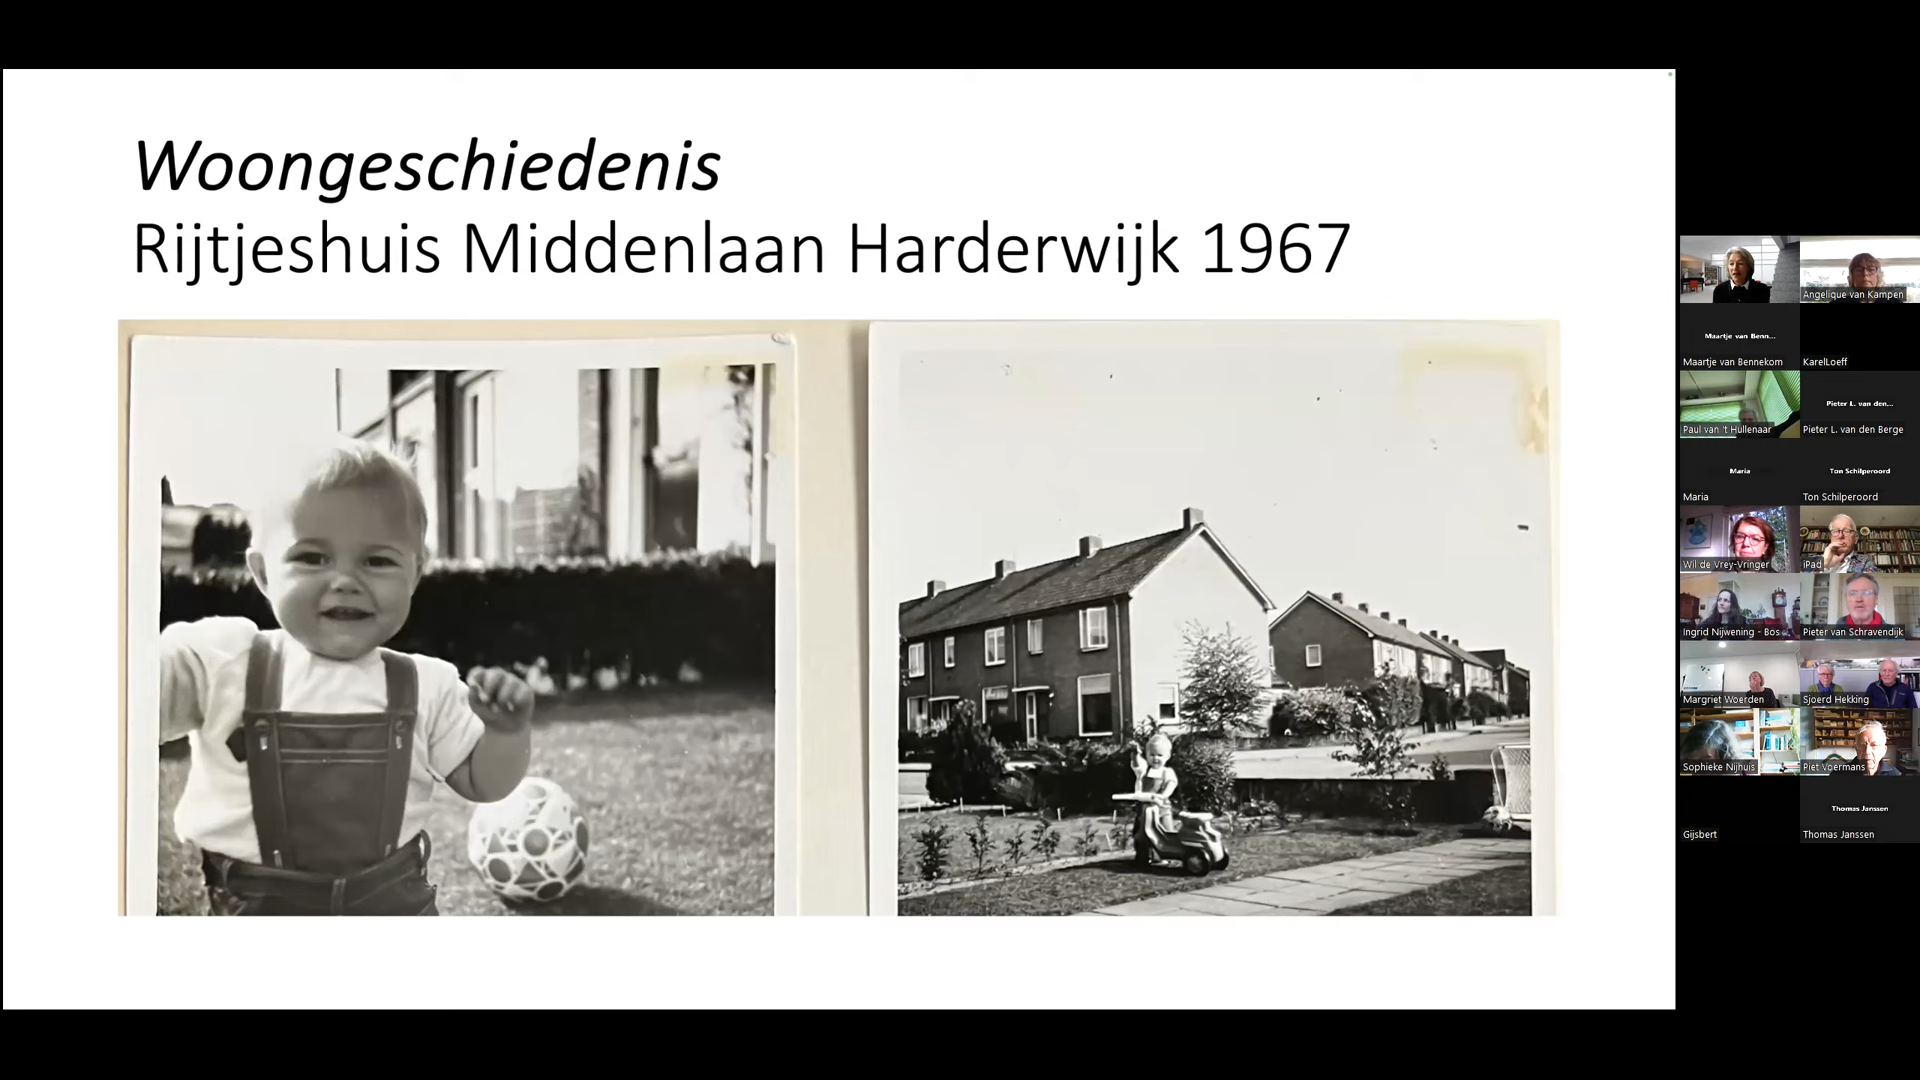 Woongeschiedenis
Rijtjeshuis Middenlaan Harderwijk 1967
Angelique van Kampen
Maartje van Benn...
Maartje van Bennekom
KarelLoeff
Paul van 't Hullenaar
Pieter L. van den...
Pieter L. van den Berge
Maria
Maria
Ton Schilperoord
Ton Schilperoord
Wil de Vrey-Vringer
iPad
Ingrid Nijwening - Bos
Pieter van Schravendijk
Margriet Woerden
Sjoerd Hekking
Sophieke Nijhuis
Piet Voermans
Gijsbert
Thomas Janssen
Thomas Janssen